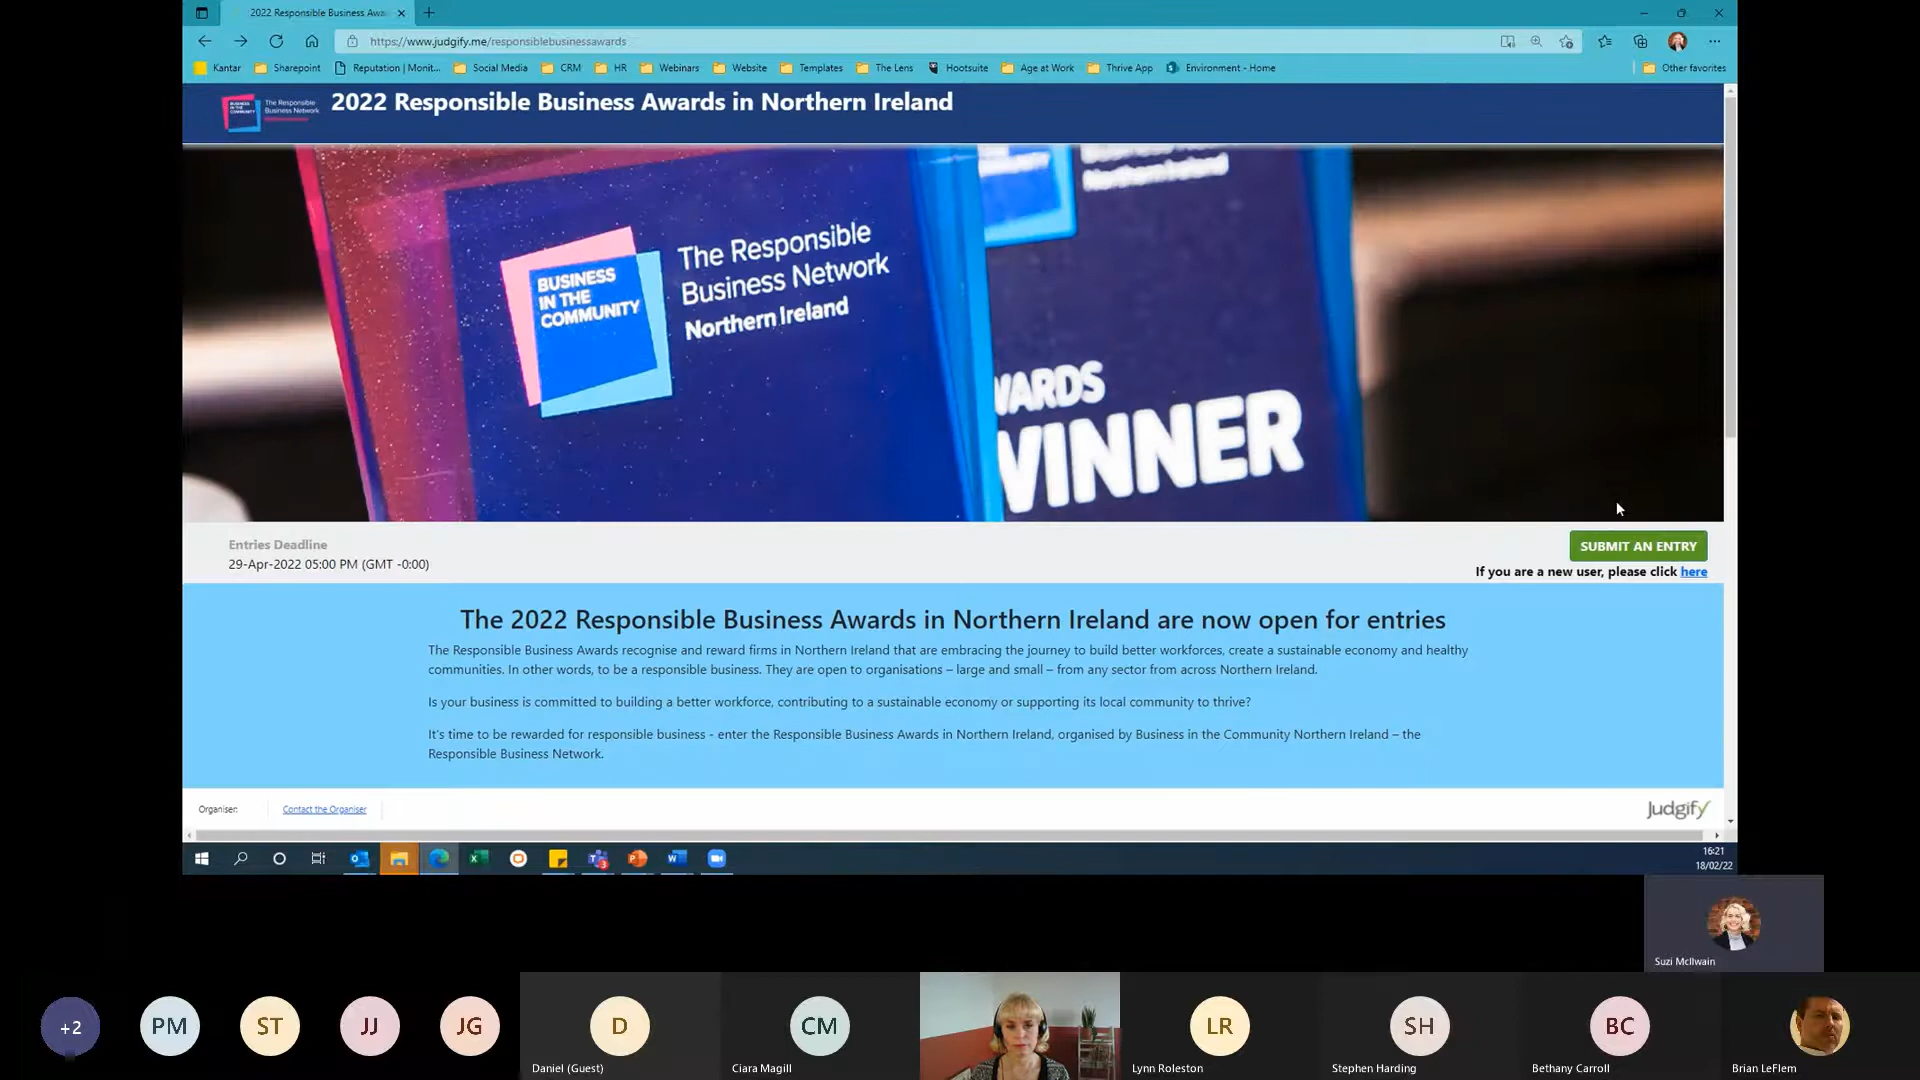 2022 Responsible Business Awa
https://www.judgify.me/responsiblebusinessawards
Kantar
Sharepoint
Reputation | Monit...
Social Media
CRM
HR
Webinars
Website
Templates
The Lens
Hootsuite
Age at Work
Thrive App
Environment - Home
Other favorites
BUSINESS
IN THE
COMMUNITY
The Responsible
Business Network
2022 Responsible Business Awards in Northern Ireland
BUSINESS
IN THE
COMMUNITY
The Responsible
Business Network
Northern Ireland
COMMUNITY
Northern Ireland
WARDS
WINNER
Entries Deadline
29-Apr-2022 05:00 PM (GMT -0:00)
SUBMIT AN ENTRY
If you are a new user, please click here
The 2022 Responsible Business Awards in Northern Ireland are now open for entries
The Responsible Business Awards recognise and reward firms in Northern Ireland that are embracing the journey to build better workforces, create a sustainable economy and healthy
communities. In other words, to be a responsible business. They are open to organisations – large and small – from any sector from across Northern Ireland.
Is your business is committed to building a better workforce, contributing to a sustainable economy or supporting its local community to thrive?
It's time to be rewarded for responsible business - enter the Responsible Business Awards in Northern Ireland, organised by Business in the Community Northern Ireland – the
Responsible Business Network.
Organiser:
Contact the Organiser
Judgify
16:21
18/02/22
Suzi McIlwain
+2
PM
ST
JJ
JG
D
Daniel (Guest)
CM
Ciara Magill
LR
Lynn Roleston
SH
Stephen Harding
BC
Bethany Carroll
Brian LeFlem